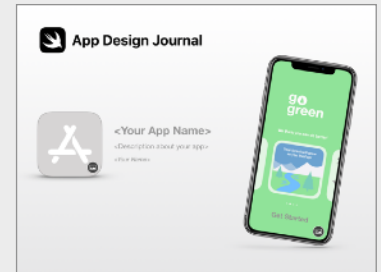 App Design Journal
go
green
<Your App Name>
<Description about your app>
<Your Name>
Get Started